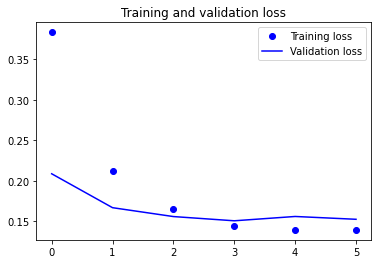 Training and validation loss
Training loss
Validation loss
0.35
0.30
0.25
0.20
0.15
0 1 2 3 4 5